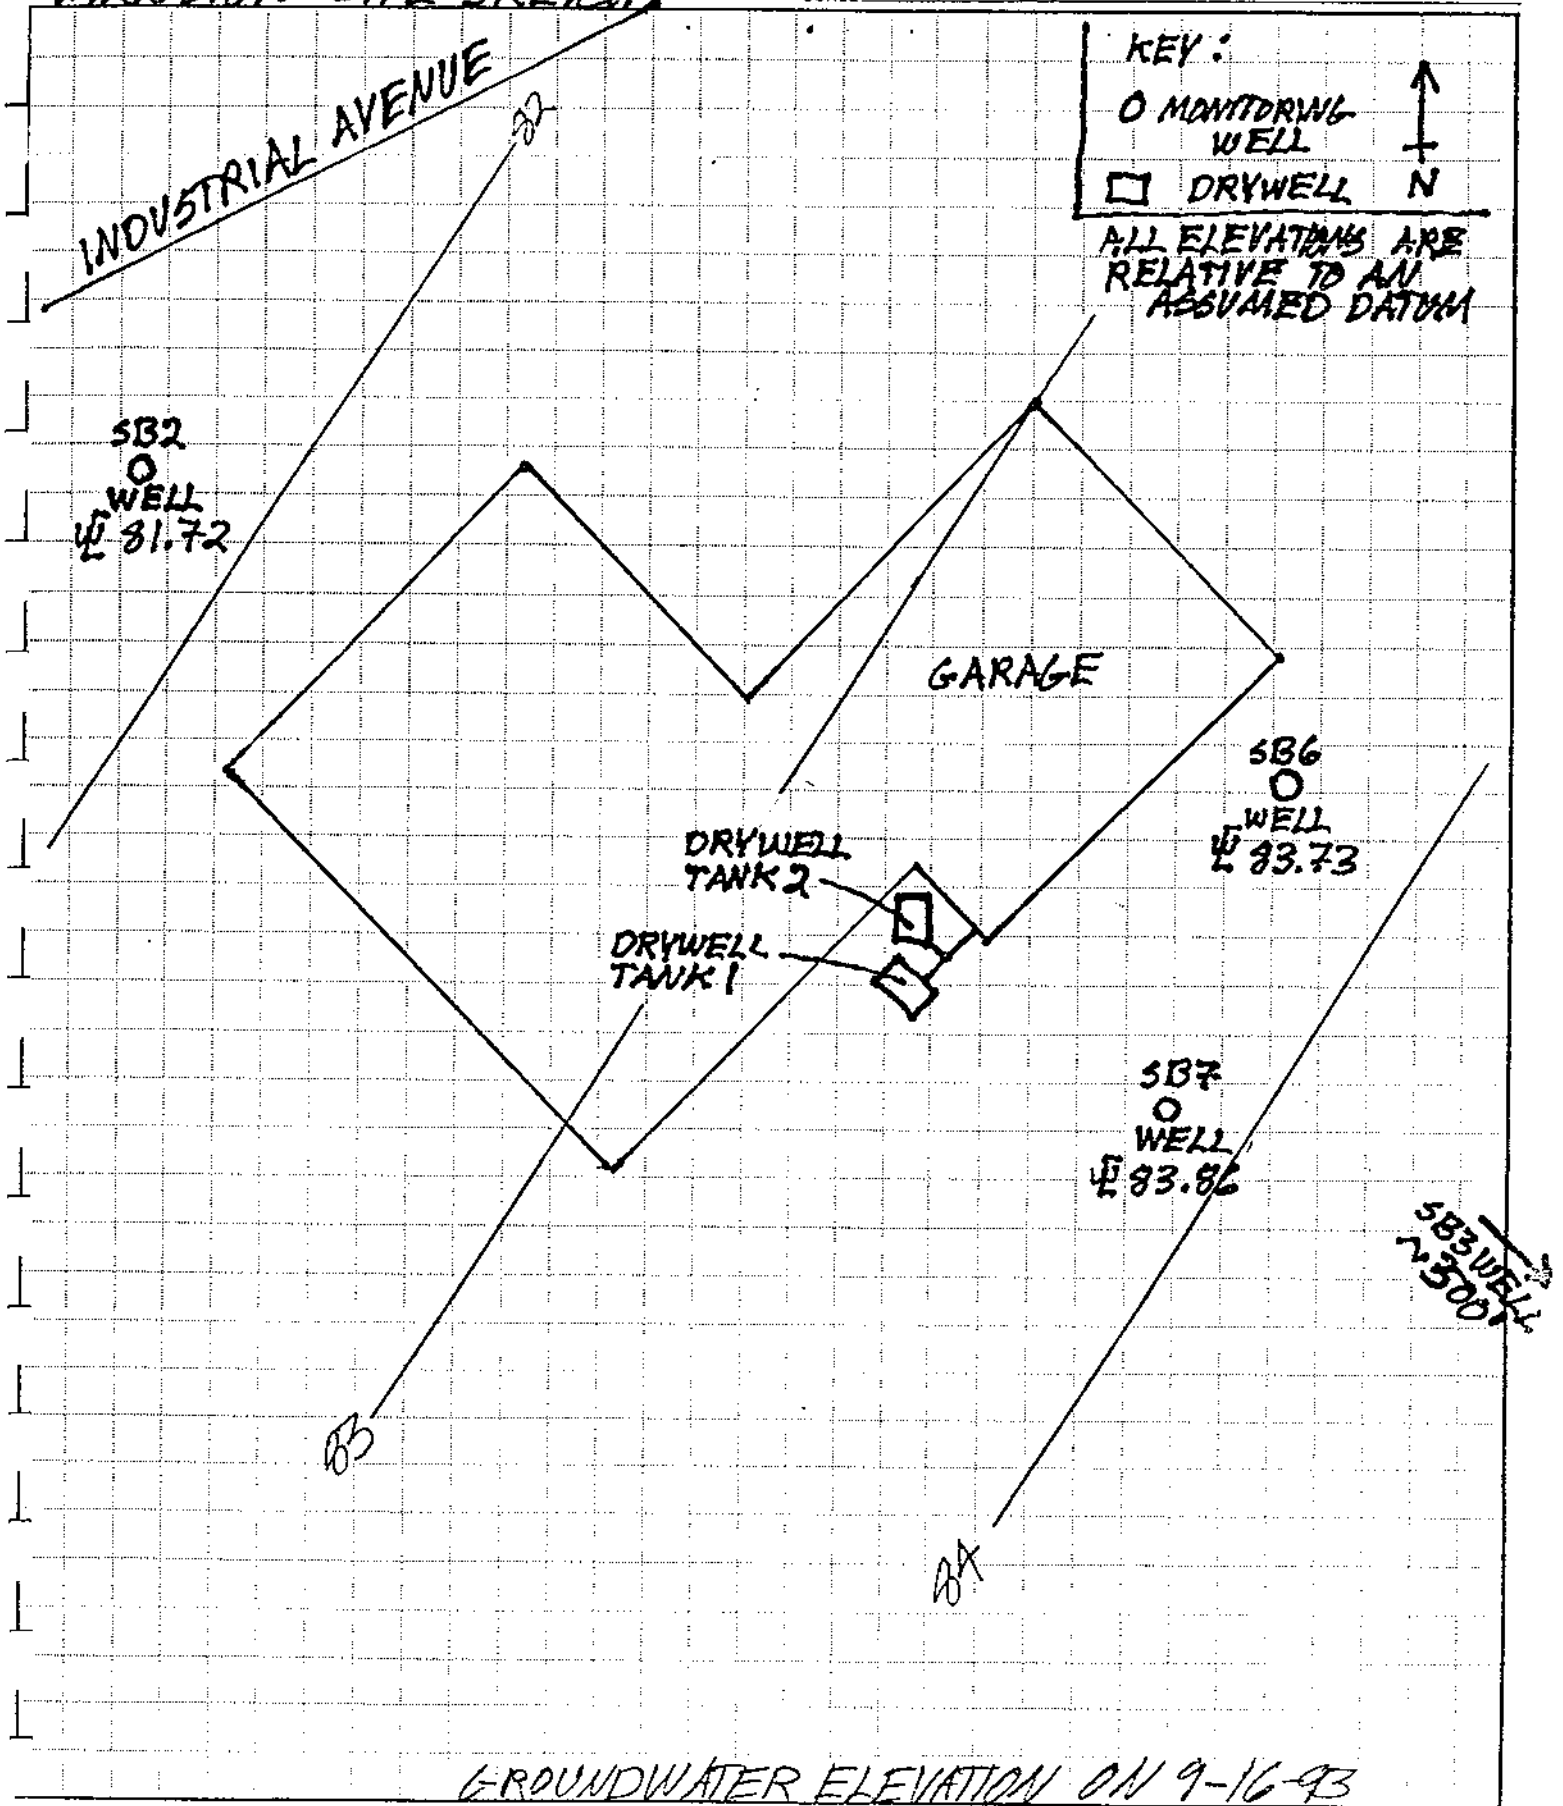 INDUSTRIAL AVENUE
82
KEY:
O MONITORING
WELL
DRYWELL
N
ALL ELEVATIONS ARE
RELATIVE TO AN
ASSUMED DATUM
SB2
WELL
81.72
GARAGE
SB6
WELL
83.73
DRYWELL
TANK 2
DRYWELL
TANK 1
SB7
WELL
83.86
SB3 WELL
~300'
83
84
GROUNDWATER ELEVATION ON 9-16-93